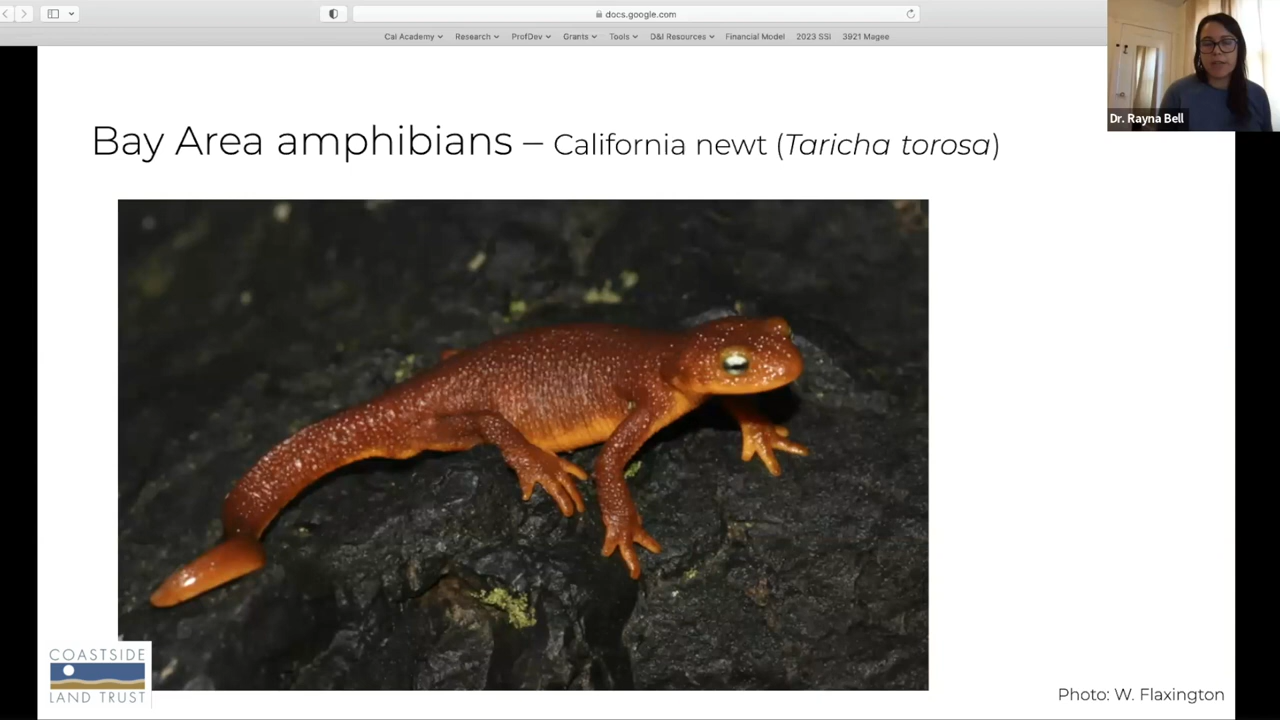 docs.google.com
Cal Academy Research ProfDev Grants Tools D&I Resources Financial Model 2023 SSI 3921 Magee
Dr. Rayna Bell
Bay Area amphibians – California newt (Taricha torosa)
COASTSIDE
LAND TRUST
Photo: W. Flaxington